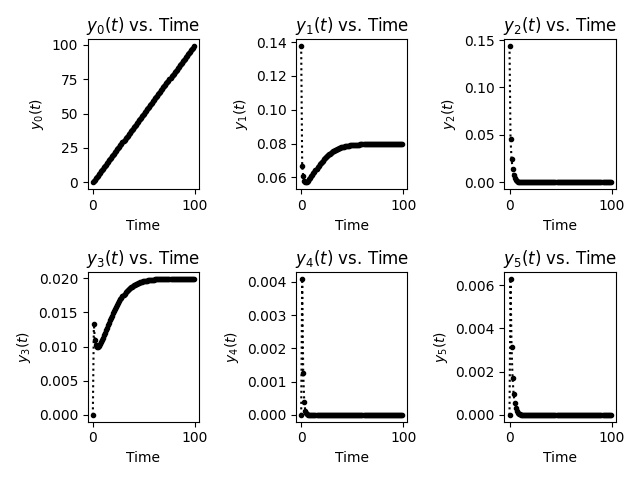 y₀(t) vs. Time
y₁(t) vs. Time
y₂(t) vs. Time
y₀(t)
100
75
50
25
0
0
100
Time
y₁(t)
0.14
0.12
0.10
0.08
0.06
0
100
Time
y₂(t)
0.15
0.10
0.05
0.00
0
100
Time
y₃(t) vs. Time
y₄(t) vs. Time
y₅(t) vs. Time
y₃(t)
0.020
0.015
0.010
0.005
0.000
0
100
Time
y₄(t)
0.004
0.003
0.002
0.001
0.000
0
100
Time
y₅(t)
0.006
0.004
0.002
0.000
0
100
Time